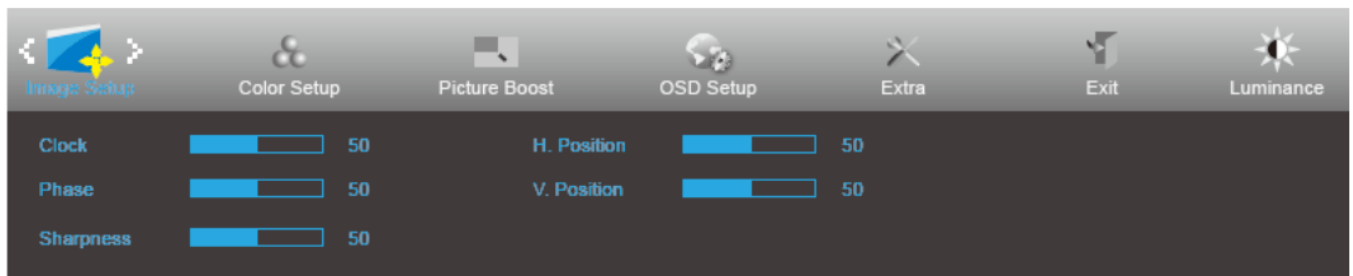 Image Setup Color Setup Picture Boost OSD Setup Extra Exit Luminance
Clock 50 H. Position 50
Phase 50 V. Position 50
Sharpness 50